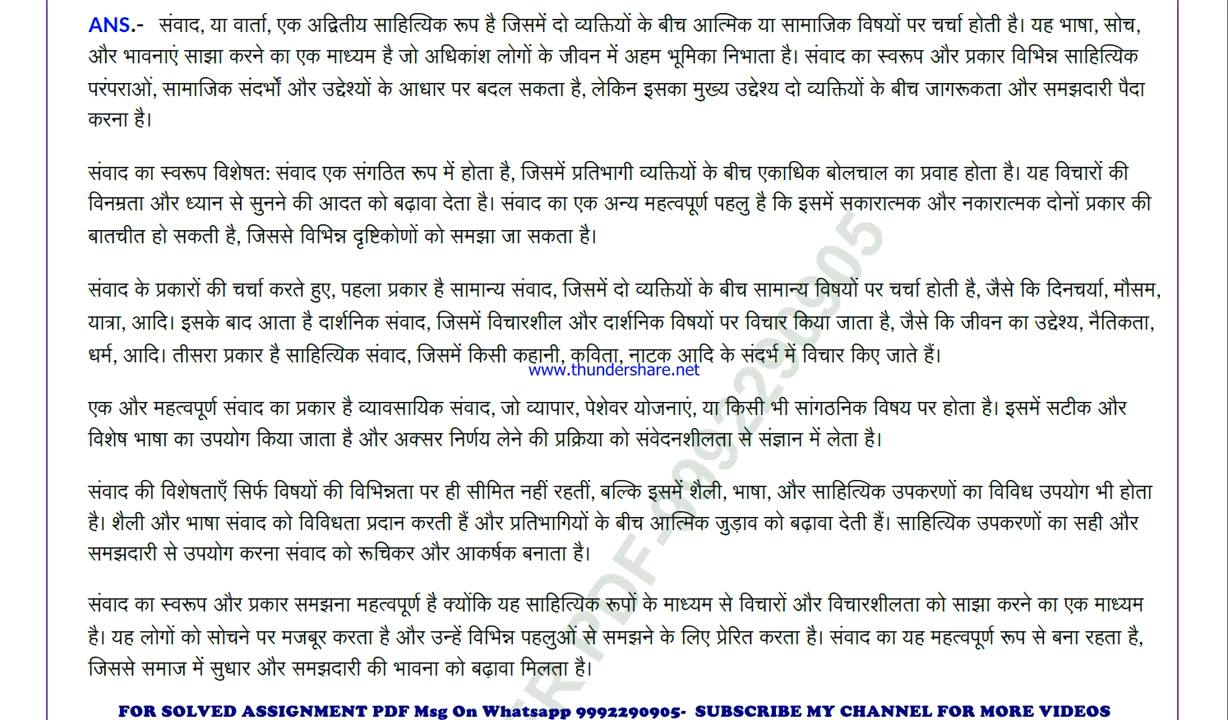 ANS.- संवाद, या वार्ता, एक अद्वितीय साहित्यिक रूप है जिसमें दो व्यक्तियों के बीच आत्मिक या सामाजिक विषयों पर चर्चा होती है। यह भाषा, सोच,
और भावनाएं साझा करने का एक माध्यम है जो अधिकांश लोगों के जीवन में अहम भूमिका निभाता है। संवाद का स्वरूप और प्रकार विभिन्न साहित्यिक
परंपराओं, सामाजिक संदर्भों और उद्देश्यों के आधार पर बदल सकता है, लेकिन इसका मुख्य उद्देश्य दो व्यक्तियों के बीच जागरूकता और समझदारी पैदा
करना है।
संवाद का स्वरूप विशेषत: संवाद एक संगठित रूप में होता है, जिसमें प्रतिभागी व्यक्तियों के बीच एकाधिक बोलचाल का प्रवाह होता है। यह विचारों की
विनम्रता और ध्यान से सुनने की आदत को बढ़ावा देता है। संवाद का एक अन्य महत्वपूर्ण पहलु है कि इसमें सकारात्मक और नकारात्मक दोनों प्रकार की
बातचीत हो सकती है, जिससे विभिन्न दृष्टिकोणों को समझा जा सकता है।
संवाद के प्रकारों की चर्चा करते हुए, पहला प्रकार है सामान्य संवाद, जिसमें दो व्यक्तियों के बीच सामान्य विषयों पर चर्चा होती है, जैसे कि दिनचर्या, मौसम,
यात्रा, आदि। इसके बाद आता है दार्शनिक संवाद, जिसमें विचारशील और दार्शनिक विषयों पर विचार किया जाता है, जैसे कि जीवन का उद्देश्य, नैतिकता,
धर्म, आदि। तीसरा प्रकार है साहित्यिक संवाद, जिसमें किसी कहानी, कविता, नाटक आदि के संदर्भ में विचार किए जाते हैं।
www.thundershare.net
एक और महत्वपूर्ण संवाद का प्रकार है व्यावसायिक संवाद, जो व्यापार, पेशेवर योजनाएं, या किसी भी सांगठनिक विषय पर होता है। इसमें सटीक और
विशेष भाषा का उपयोग किया जाता है और अक्सर निर्णय लेने की प्रक्रिया को संवेदनशीलता से संज्ञान में लेता है।
संवाद की विशेषताएँ सिर्फ विषयों की विभिन्नता पर ही सीमित नहीं रहतीं, बल्कि इसमें शैली, भाषा, और साहित्यिक उपकरणों का विविध उपयोग भी होता
है। शैली और भाषा संवाद को विविधता प्रदान करती हैं और प्रतिभागियों के बीच आत्मिक जुड़ाव को बढ़ावा देती हैं। साहित्यिक उपकरणों का सही और
समझदारी से उपयोग करना संवाद को रूचिकर और आकर्षक बनाता है।
संवाद का स्वरूप और प्रकार समझना महत्वपूर्ण है क्योंकि यह साहित्यिक रूपों के माध्यम से विचारों और विचारशीलता को साझा करने का एक माध्यम
है। यह लोगों को सोचने पर मजबूर करता है और उन्हें विभिन्न पहलुओं से समझने के लिए प्रेरित करता है। संवाद का यह महत्वपूर्ण रूप से बना रहता है,
जिससे समाज में सुधार और समझदारी की भावना को बढ़ावा मिलता है।
PDF-9992290905
FOR SOLVED ASSIGNMENT PDF Msg On Whatsapp 9992290905- SUBSCRIBE MY CHANNEL FOR MORE VIDEOS